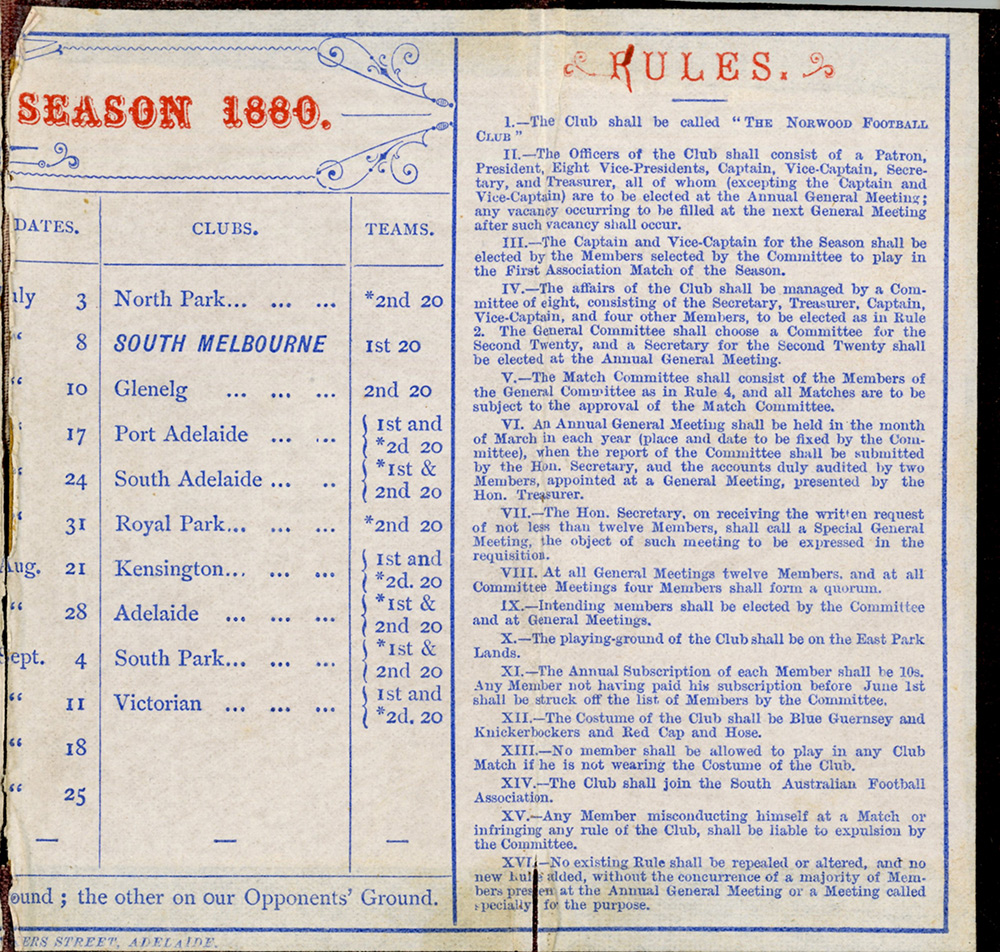 SEASON 1880.
DATES. CLUBS. TEAMS.
3 North Park... ... ... *2nd 20
“ 8 SOUTH MELBOURNE 1st 20
“ 10 Glenelg ... ... ... 2nd 20
“ 17 Port Adelaide ... ... { 1st and *2d 20
“ 24 South Adelaide ... .. { *1st & 2nd 20
“ 31 Royal Park... ... ... *2nd 20
Aug. 21 Kensington... ... ... { 1st and *2d. 20
“ 28 Adelaide ... ... ... { *1st & 2nd 20
ept. 4 South Park... ... ... { *1st & 2nd 20
“ 11 Victorian ... ... ... { 1st and *2d. 20
“ 18
“ 25
— — —
ound ; the other on our Opponents’ Ground.
ERS STREET, ADELAIDE.
RULES.
I.—The Club shall be called “THE NORWOOD FOOTBALL
CLUB”
II.—The Officers of the Club shall consist of a Patron,
President, Eight Vice-Presidents, Captain, Vice-Captain, Secre-
tary, and Treasurer, all of whom (excepting the Captain and
Vice-Captain) are to be elected at the Annual General Meeting;
any vacancy occurring to be filled at the next General Meeting
after such vacancy shall occur.
III.—The Captain and Vice-Captain for the Season shall be
elected by the Members selected by the Committee to play in
the First Association Match of the Season.
IV.—The affairs of the Club shall be managed by a Com-
mittee of eight, consisting of the Secretary, Treasurer, Captain,
Vice-Captain, and four other Members, to be elected as in Rule
2. The General Committee shall choose a Committee for the
Second Twenty, and a Secretary for the Second Twenty shall
be elected at the Annual General Meeting.
V.—The Match Committee shall consist of the Members of
the General Committee as in Rule 4, and all Matches are to be
subject to the approval of the Match Committee.
VI. An Annual General Meeting shall be held in the month
of March in each year (place and date to be fixed by the Com-
mittee), when the report of the Committee shall be submitted
by the Hon. Secretary, aud the accounts duly audited by two
Members, appointed at a General Meeting, presented by the
Hon. Treasurer.
VII.—The Hon. Secretary, on receiving the written request
of not less than twelve Members, shall call a Special General
Meeting, the object of such meeting to be expressed in the
requisition.
VIII. At all General Meetings twelve Members, and at all
Committee Meetings four Members shall form a quorum.
IX.—Intending Members shall be elected by the Committee
and at General Meetings.
X.—The playing-ground of the Club shall be on the East Park
Lands.
XI.—The Annual Subscription of each Member shall be 10s.
Any Member not having paid his subscription before June 1st
shall be struck off the list of Members by the Committee.
XII.—The Costume of the Club shall be Blue Guernsey and
Knickerbockers and Red Cap and Hose.
XIII.—No member shall be allowed to play in any Club
Match if he is not wearing the Costume of the Club.
XIV.—The Club shall join the South Australian Football
Association.
XV.—Any Member misconducting himself at a Match or
infringing any rule of the Club, shall be liable to expulsion by
the Committee.
XVI.—No existing Rule shall be repealed or altered, and no
new Rule added, without the concurrence of a majority of Mem-
bers presen at the Annual General Meeting or a Meeting called
specially for the purpose.